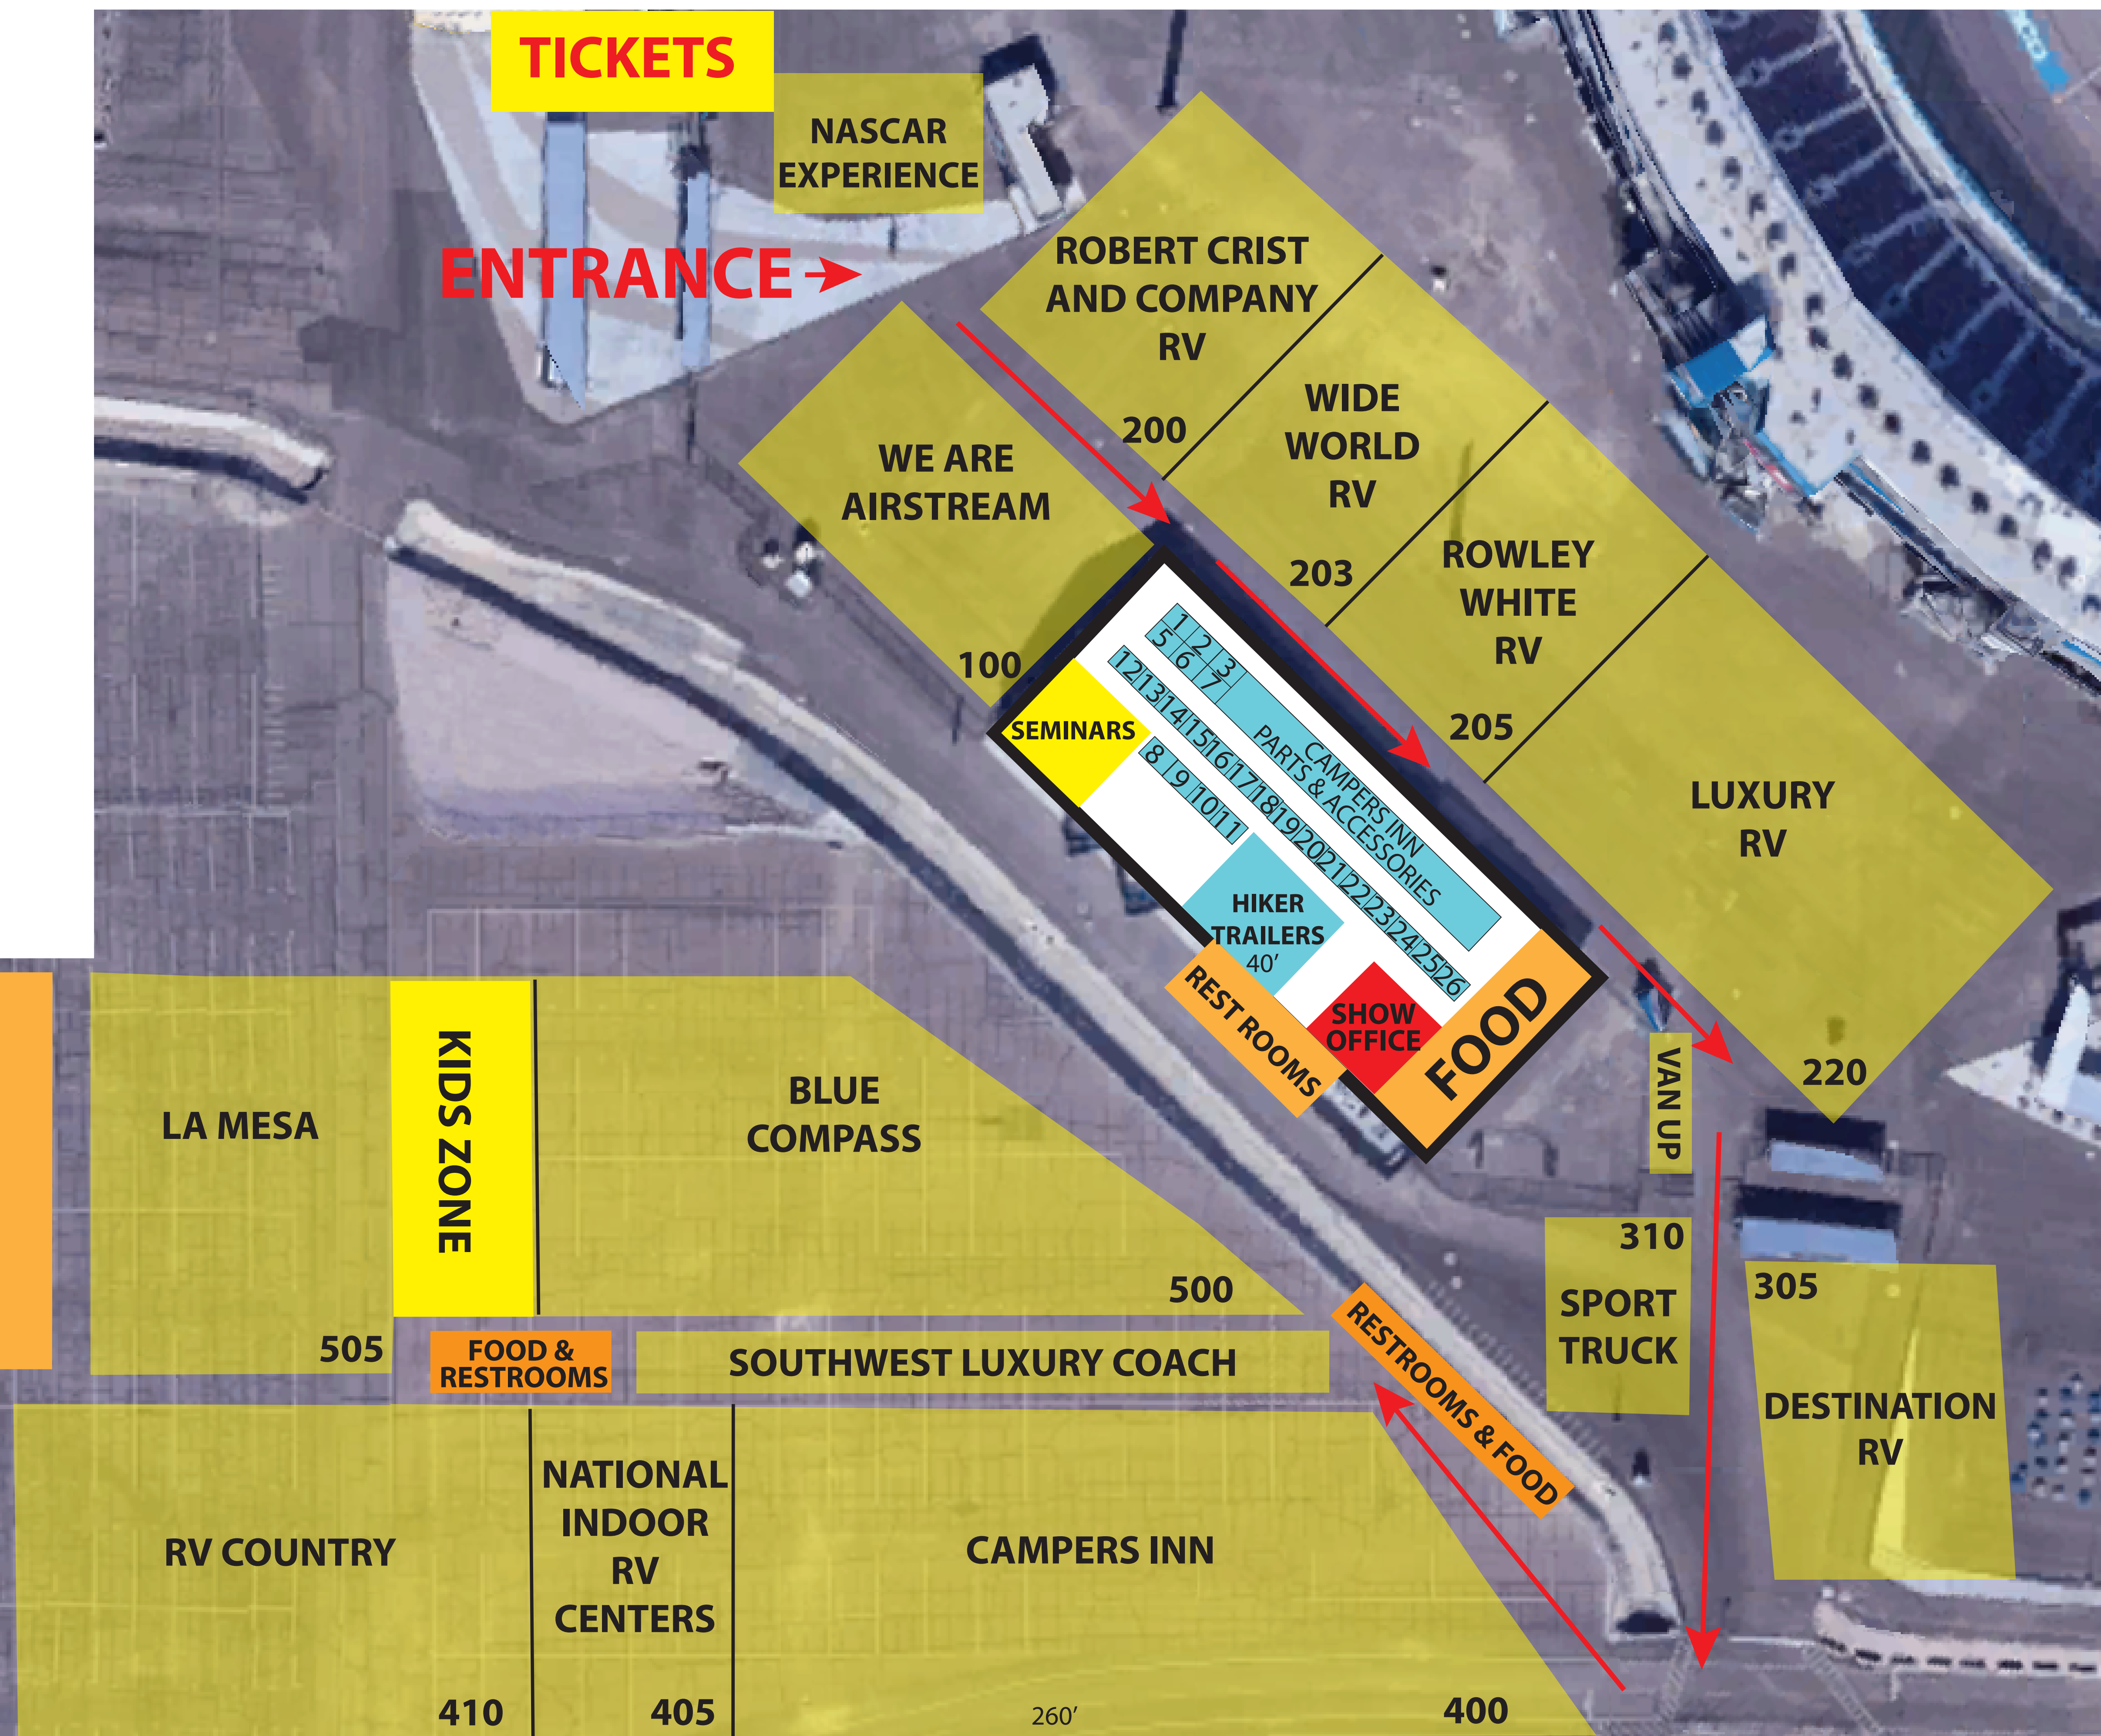 TICKETS
NASCAR
EXPERIENCE
ENTRANCE
ROBERT CRIST
AND COMPANY
RV
200
WIDE
WORLD
RV
203
ROWLEY
WHITE
RV
205
LUXURY
RV
220
WE ARE
AIRSTREAM
100
SEMINARS
1 2 3
5 6 7
CAMPERS INN
PARTS & ACCESSORIES
12 13 14 15 16 17 18 19 20 21 22 23 24 25 26
8 9 10 11
HIKER
TRAILERS
40'
REST ROOMS
SHOW
OFFICE
FOOD
VAN UP
310
SPORT
TRUCK
305
DESTINATION
RV
LA MESA
505
KIDS ZONE
BLUE
COMPASS
500
FOOD &
RESTROOMS
SOUTHWEST LUXURY COACH
RESTROOMS & FOOD
RV COUNTRY
410
NATIONAL
INDOOR
RV
CENTERS
405
CAMPERS INN
260'
400